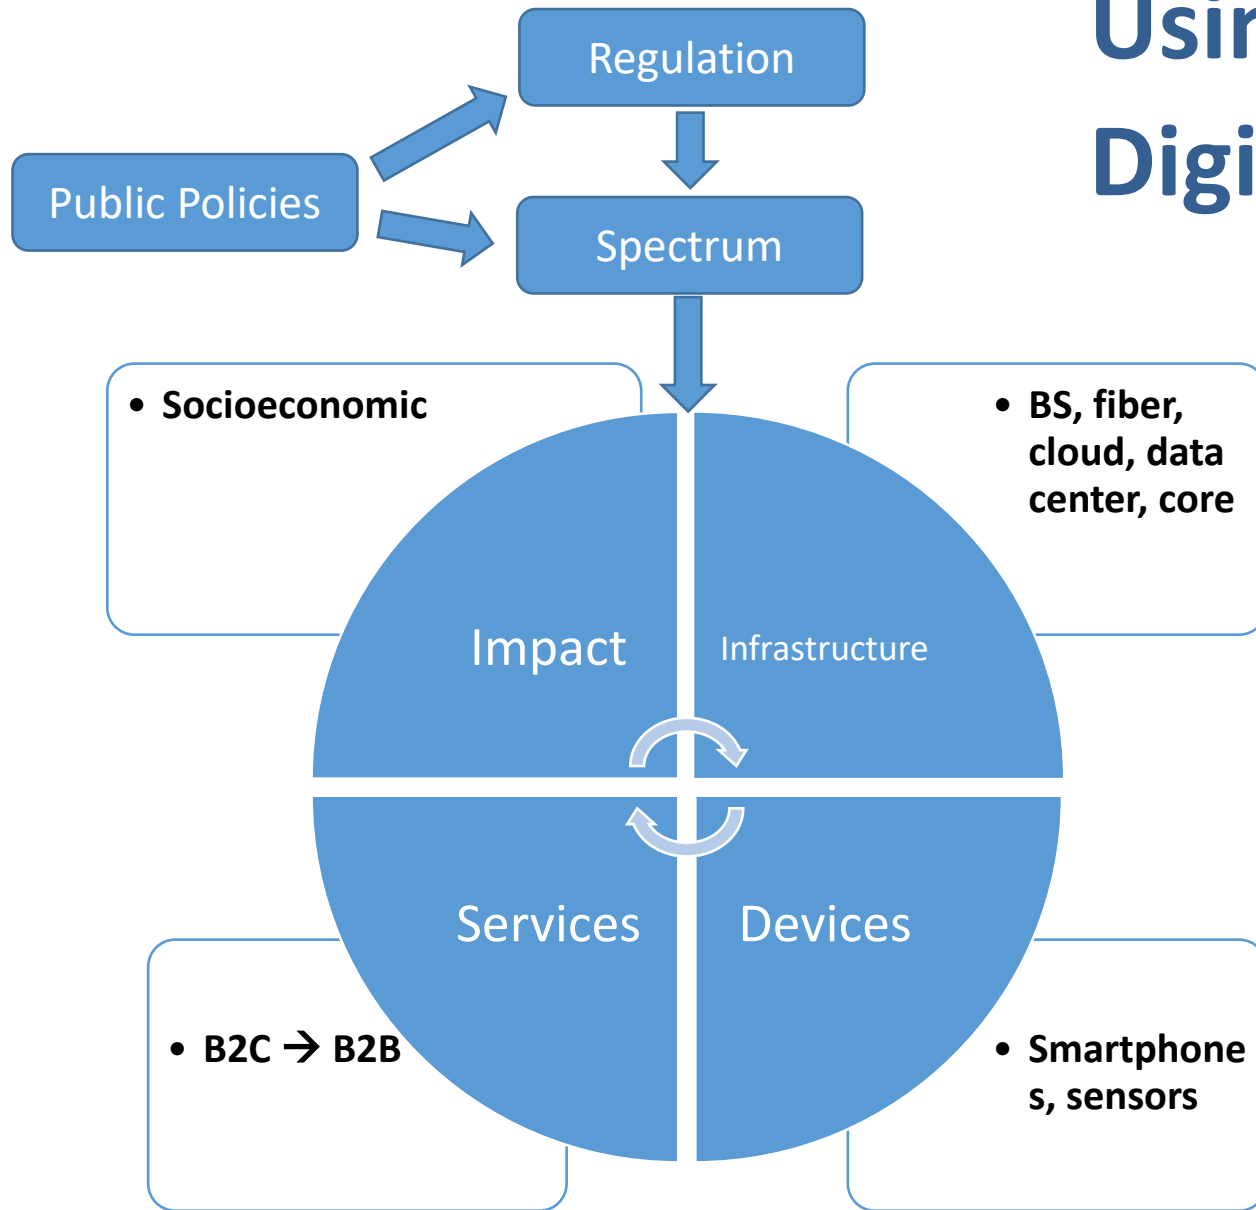 Usin
Digi
Regulation
Public Policies
Spectrum
• Socioeconomic
• BS, fiber,
cloud, data
center, core
Impact
Infrastructure
Services
Devices
• B2C → B2B
• Smartphone
s, sensors